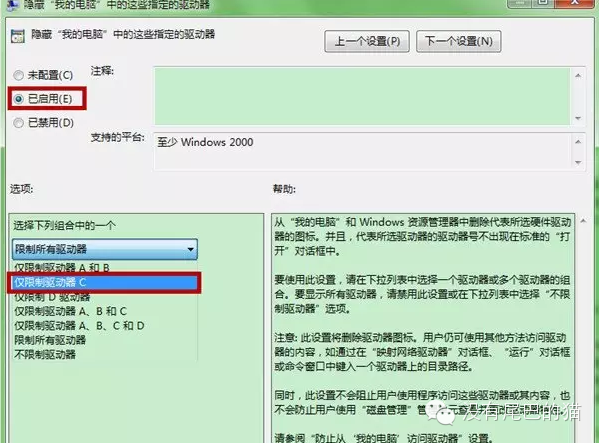 隐蔽“我的电脑”中的这些指定的驱动器
隐蔽“我的电脑”中的这些指定的驱动器
上一个设置(P)
下一个设置(N)
未配置(C)
注释:
已启用(E)
已禁用(D)
支持的平台:
至少 Windows 2000
选项:
帮助:
选择下列组合中的一个
限制所有驱动器
仅限制驱动器 A 和 B
仅限制驱动器 C
仅限制 D 驱动器
仅限制驱动器 A、B 和 C
仅限制驱动器 A、B、C 和 D
限制所有驱动器
不限制驱动器
从“我的电脑”和 Windows 资源管理器中删除代表所选硬件驱动
器的图标。并且，代表所选驱动器的驱动器号不出现在标准的“打
开”对话框中。
要使用此设置，请在下拉列表中选择一个驱动器或多个驱动器的组
合。要显示所有驱动器，请禁用此设置或在下拉列表中选择“不限
制驱动器”选项。
注意: 此设置将删除驱动器图标。用户仍可使用其他方法访问驱动
器的内容，如通过在“映射网络驱动器”对话框、“运行”对话框
或命令窗口中键入一个驱动器上的目录路径。
同时，此设置不会阻止用户使用程序访问这些驱动器或其内容，也
不会防止用户使用“磁盘管理”管
请参阅“防止从‘我的电脑’访问驱动器”设置。
没有尾巴的猫